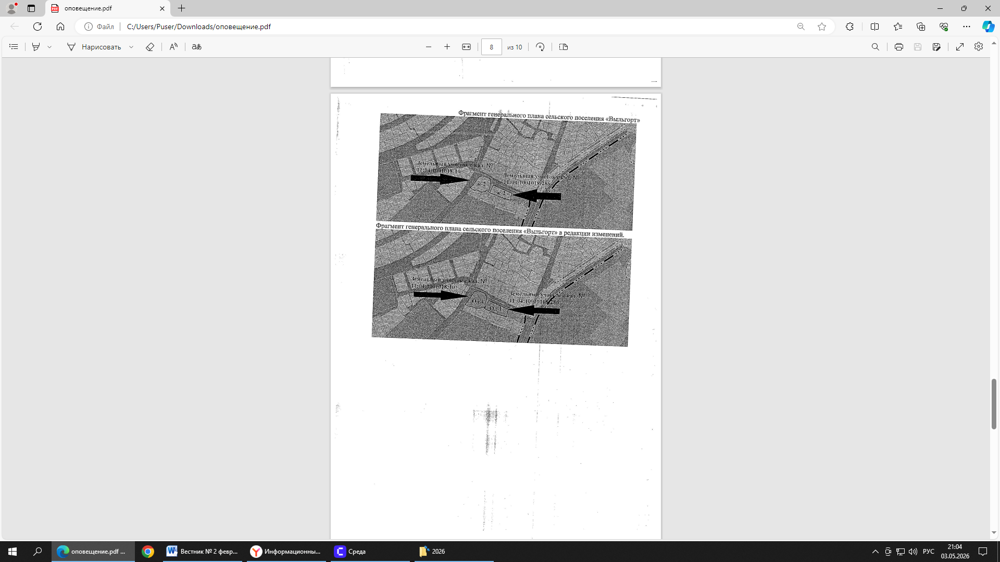 оповещение.pdf
Файл
C:/Users/Puser/Downloads/оповещение.pdf
Нарисовать
8
из 10
Фрагмент генерального плана сельского поселения «Выльгорт»
Земельный участок с кад. №
11:04:1001018:10
Земельный участок с кад. №
11:04:1001018:286
ж-2
ж-2
Фрагмент генерального плана сельского поселения «Выльгорт» в редакции изменений.
Земельный участок с кад. №
11:04:1001018:10
Земельный участок с кад. №
11:04:1001018:286
Од-1
Од-1
оповещение.pdf ...
Вестник № 2 февр...
Информационны...
Среда
2026
РУС
21:04
03.05.2026